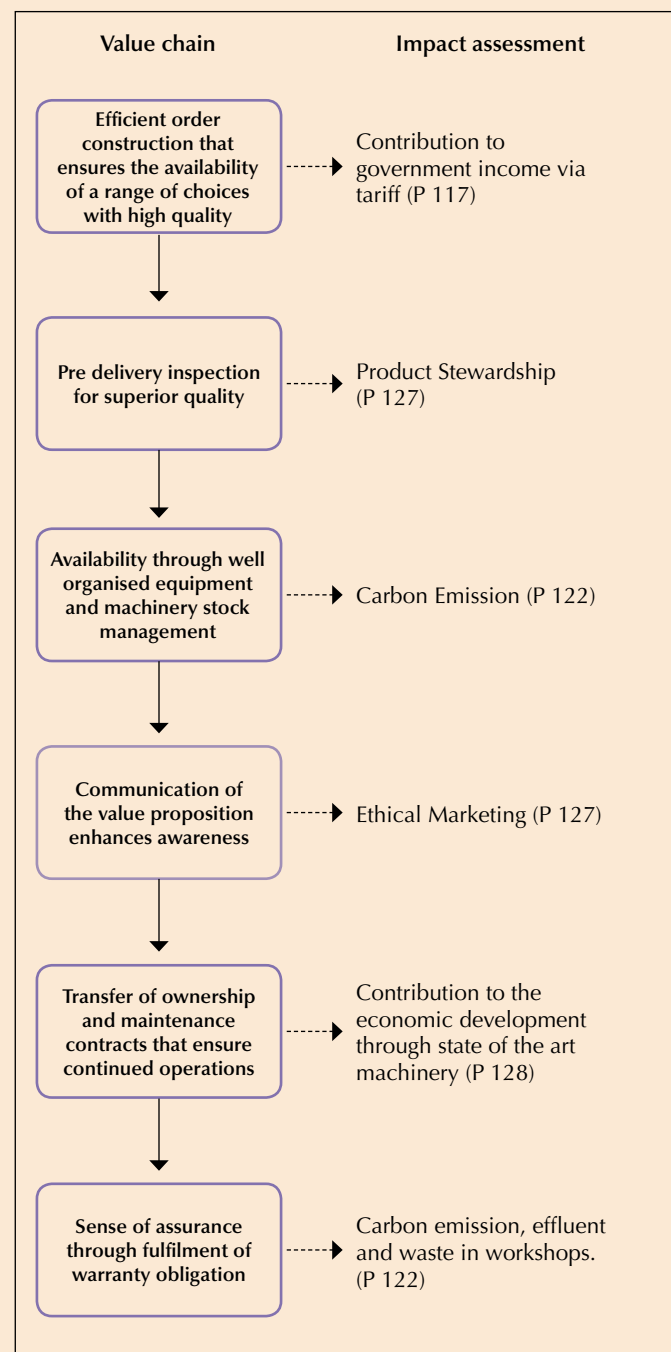 Value chain
Impact assessment
Efficient order
construction that
ensures the availability
of a range of choices
with high quality
Contribution to
government income via
tariff (P 117)
Pre delivery inspection
for superior quality
Product Stewardship
(P 127)
Availability through well
organised equipment
and machinery stock
management
Carbon Emission (P 122)
Communication of
the value proposition
enhances awareness
Ethical Marketing (P 127)
Transfer of ownership
and maintenance
contracts that ensure
continued operations
Contribution to the
economic development
through state of the art
machinery (P 128)
Sense of assurance
through fulfilment of
warranty obligation
Carbon emission, effluent
and waste in workshops.
(P 122)